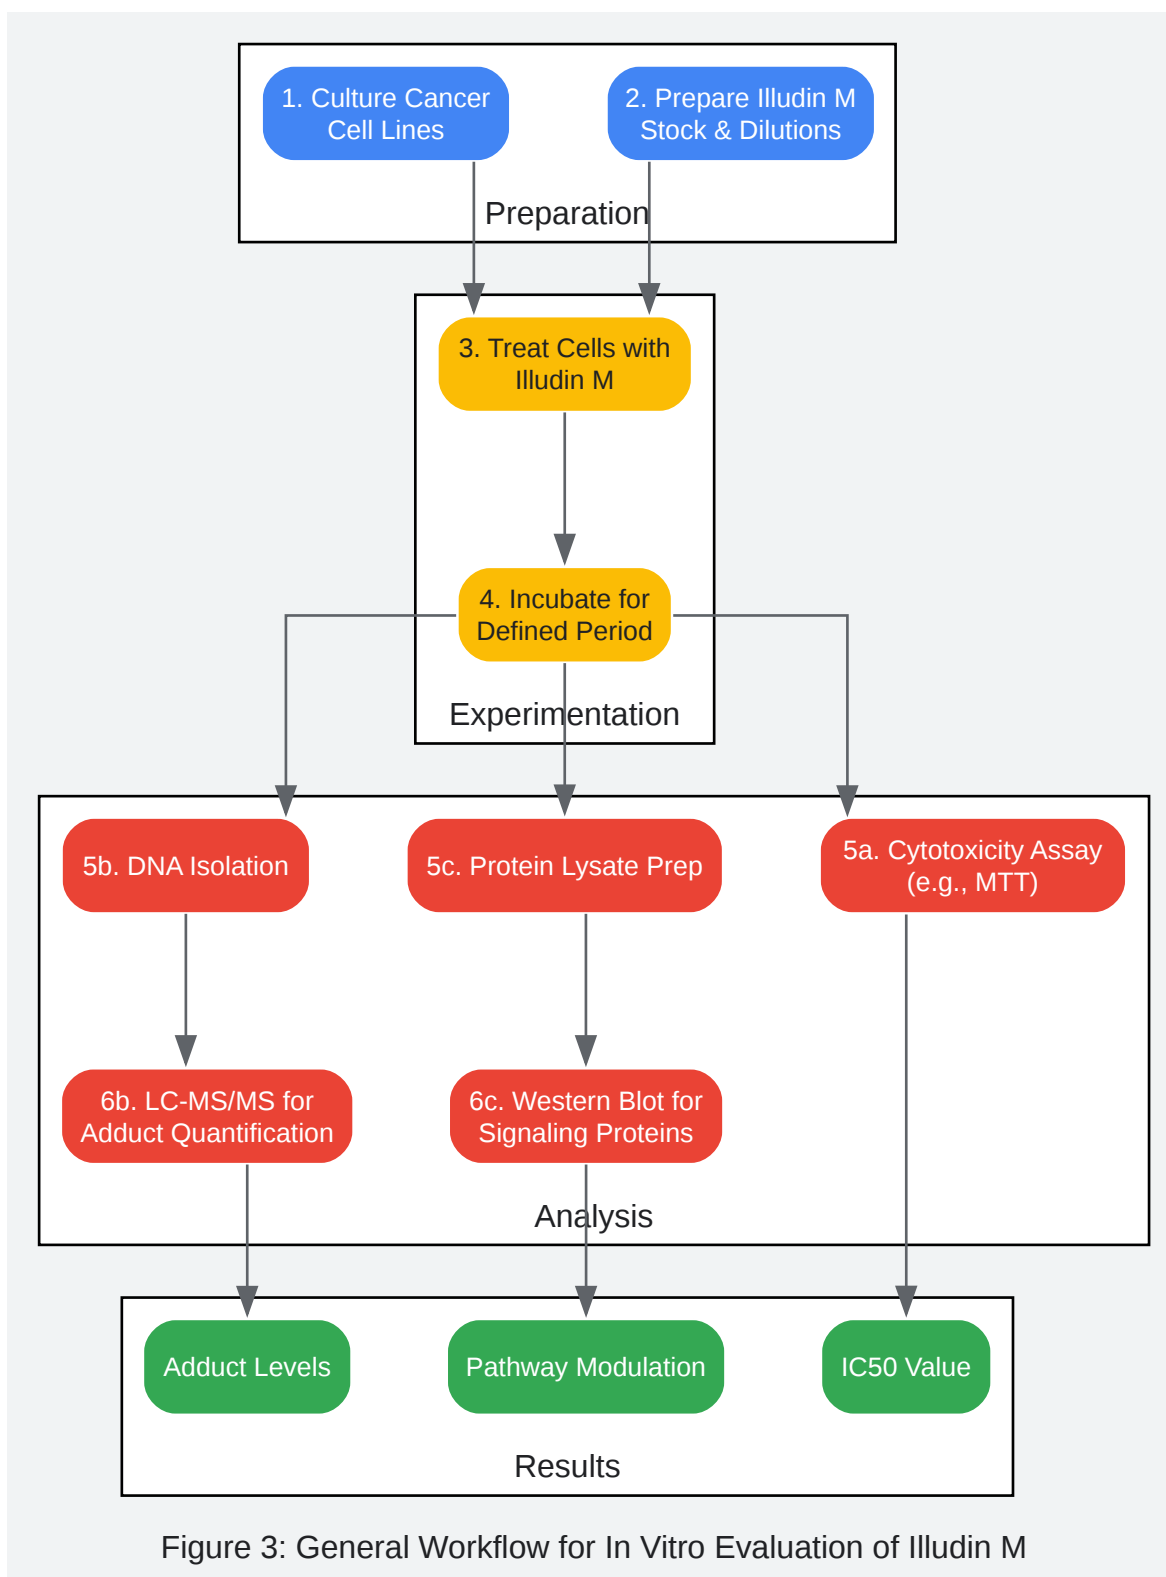 1. Culture Cancer
Cell Lines
2. Prepare Illudin M
Stock & Dilutions
Preparation
3. Treat Cells with
Illudin M
4. Incubate for
Defined Period
Experimentation
5b. DNA Isolation
5c. Protein Lysate Prep
5a. Cytotoxicity Assay
(e.g., MTT)
6b. LC-MS/MS for
Adduct Quantification
6c. Western Blot for
Signaling Proteins
Analysis
Adduct Levels
Pathway Modulation
IC50 Value
Results
Figure 3: General Workflow for In Vitro Evaluation of Illudin M